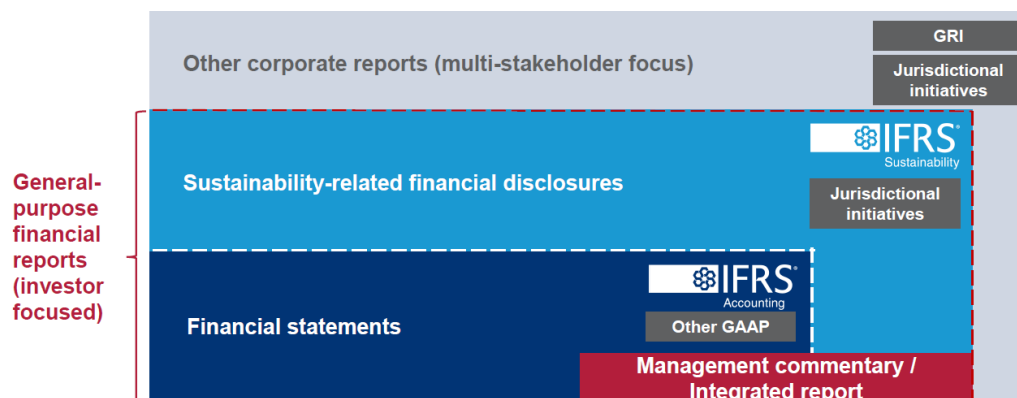 GRI
Other corporate reports (multi-stakeholder focus)
Jurisdictional
initiatives
General-
purpose
financial
reports
(investor
focused)
IFRS®
Sustainability
Sustainability-related financial disclosures
Jurisdictional
initiatives
IFRS®
Accounting
Financial statements
Other GAAP
Management commentary /
Integrated report